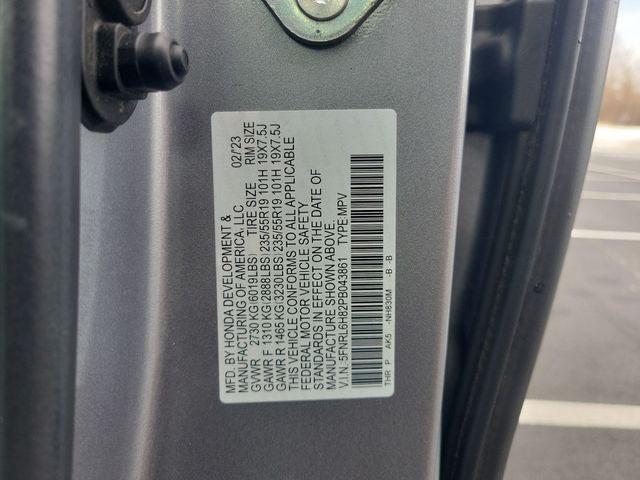 MFD. BY HONDA DEVELOPMENT &
MANUFACTURING OF AMERICA, LLC 02/'23
GVWR 2730 KG(6019LBS) TIRE SIZE RIM SIZE
GAWR F 1310 KG(2888LBS) 235/55R19 101H 19X7.5J
GAWR R 1465 KG(3230LBS) 235/55R19 101H 19X7.5J
THIS VEHICLE CONFORMS TO ALL APPLICABLE
FEDERAL MOTOR VEHICLE SAFETY
STANDARDS IN EFFECT ON THE DATE OF
MANUFACTURE SHOWN ABOVE.
V.I.N.:5FNRL6H82PB043861 TYPE:MPV
THR P AK5 -NH830M -B -B